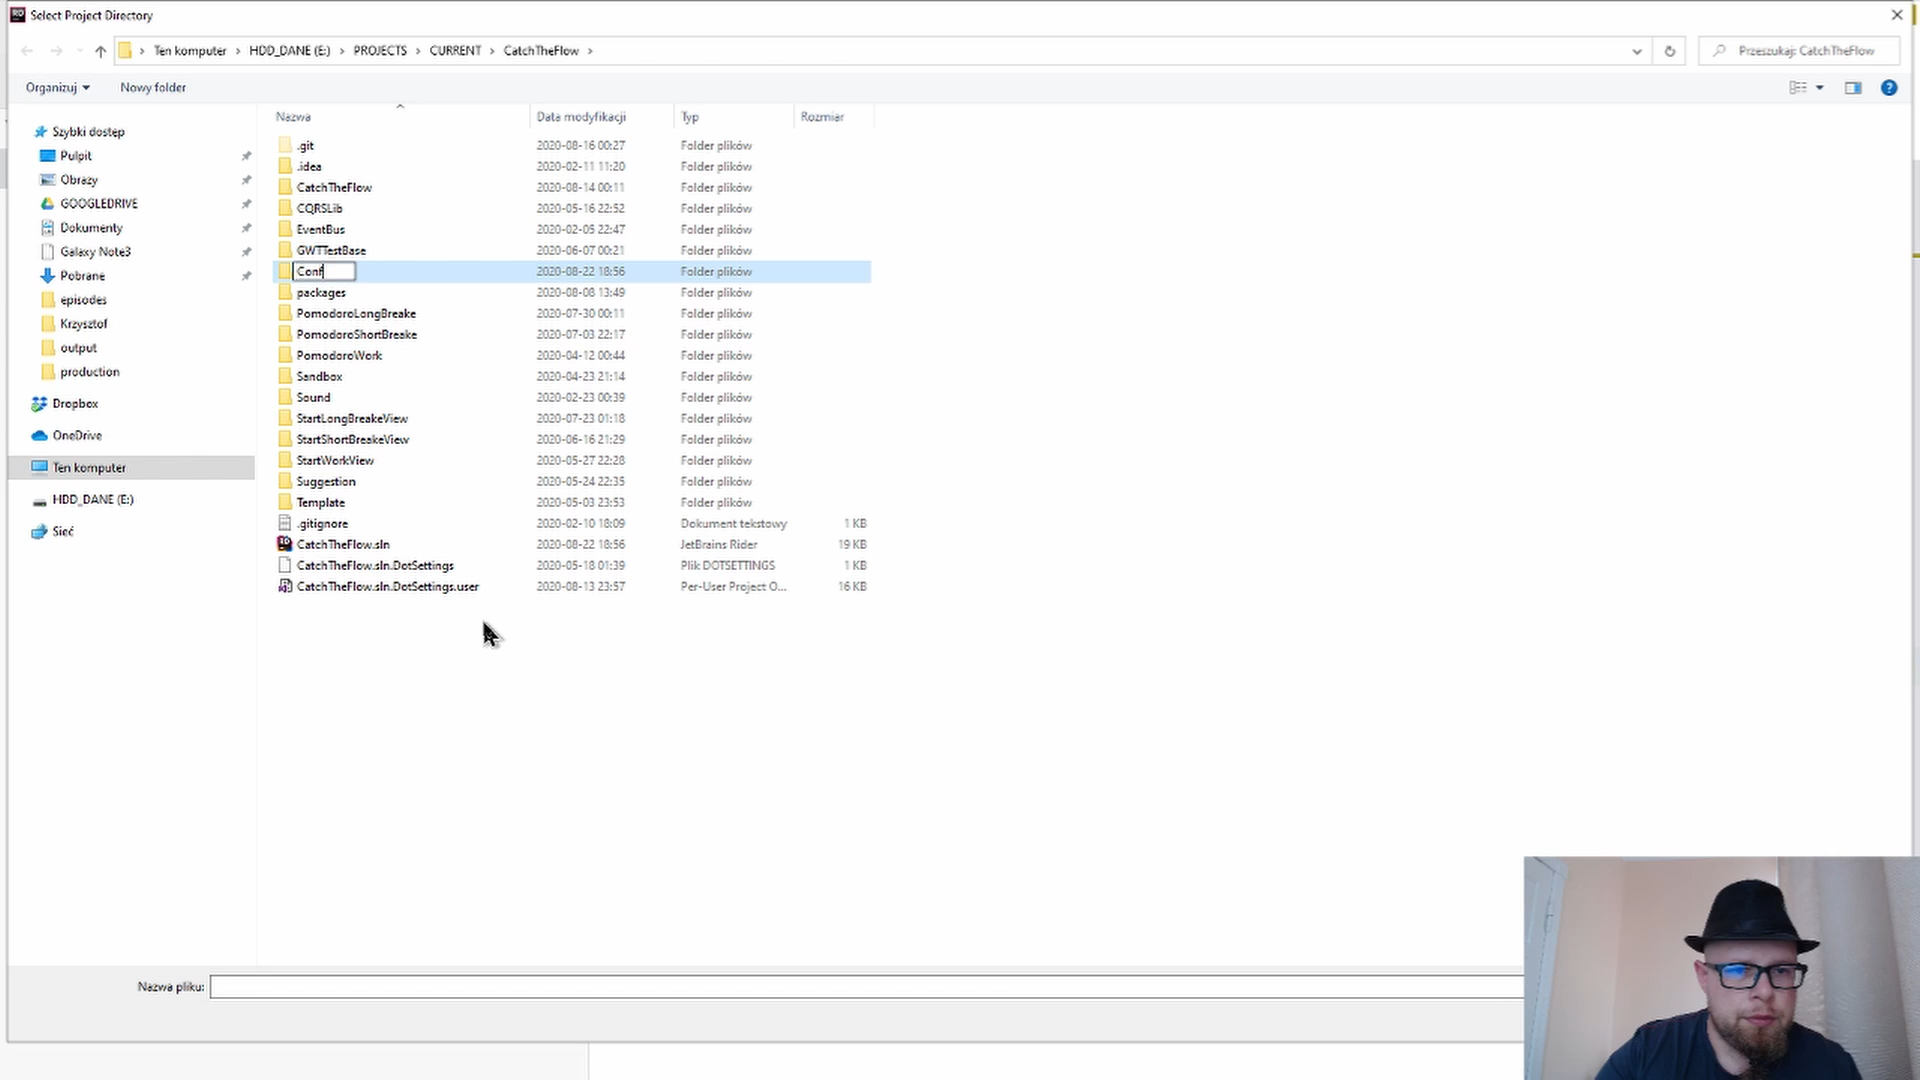 Select Project Directory
Ten komputer > HDD_DANE (E:) > PROJECTS > CURRENT > CatchTheFlow >
Przeszukaj: CatchTheFlow
Organizuj
Nowy folder
Nazwa
Data modyfikacji
Typ
Rozmiar
Szybki dostęp
Pulpit
Obrazy
GOOGLEDRIVE
Dokumenty
Galaxy Note3
Pobrane
episodes
Krzysztof
output
production
Dropbox
OneDrive
Ten komputer
HDD_DANE (E:)
Sieć
.git 2020-08-16 00:27 Folder plików
.idea 2020-02-11 11:20 Folder plików
CatchTheFlow 2020-08-14 00:11 Folder plików
CQRSLib 2020-05-16 22:52 Folder plików
EventBus 2020-02-05 22:47 Folder plików
GWTTestBase 2020-06-07 00:21 Folder plików
Conf 2020-08-22 18:56 Folder plików
packages 2020-08-08 13:49 Folder plików
PomodoroLongBreake 2020-07-30 00:11 Folder plików
PomodoroShortBreake 2020-07-03 22:17 Folder plików
PomodoroWork 2020-04-12 00:44 Folder plików
Sandbox 2020-04-23 21:14 Folder plików
Sound 2020-02-23 00:39 Folder plików
StartLongBreakeView 2020-07-23 01:18 Folder plików
StartShortBreakeView 2020-06-16 21:29 Folder plików
StartWorkView 2020-05-27 22:28 Folder plików
Suggestion 2020-05-24 22:35 Folder plików
Template 2020-05-03 23:53 Folder plików
.gitignore 2020-02-10 18:09 Dokument tekstowy 1 KB
CatchTheFlow.sln 2020-08-22 18:56 JetBrains Rider 19 KB
CatchTheFlow.sln.DotSettings 2020-05-18 01:39 Plik DOTSETTINGS 1 KB
CatchTheFlow.sln.DotSettings.user 2020-08-13 23:57 Per-User Project O... 16 KB
Nazwa pliku: